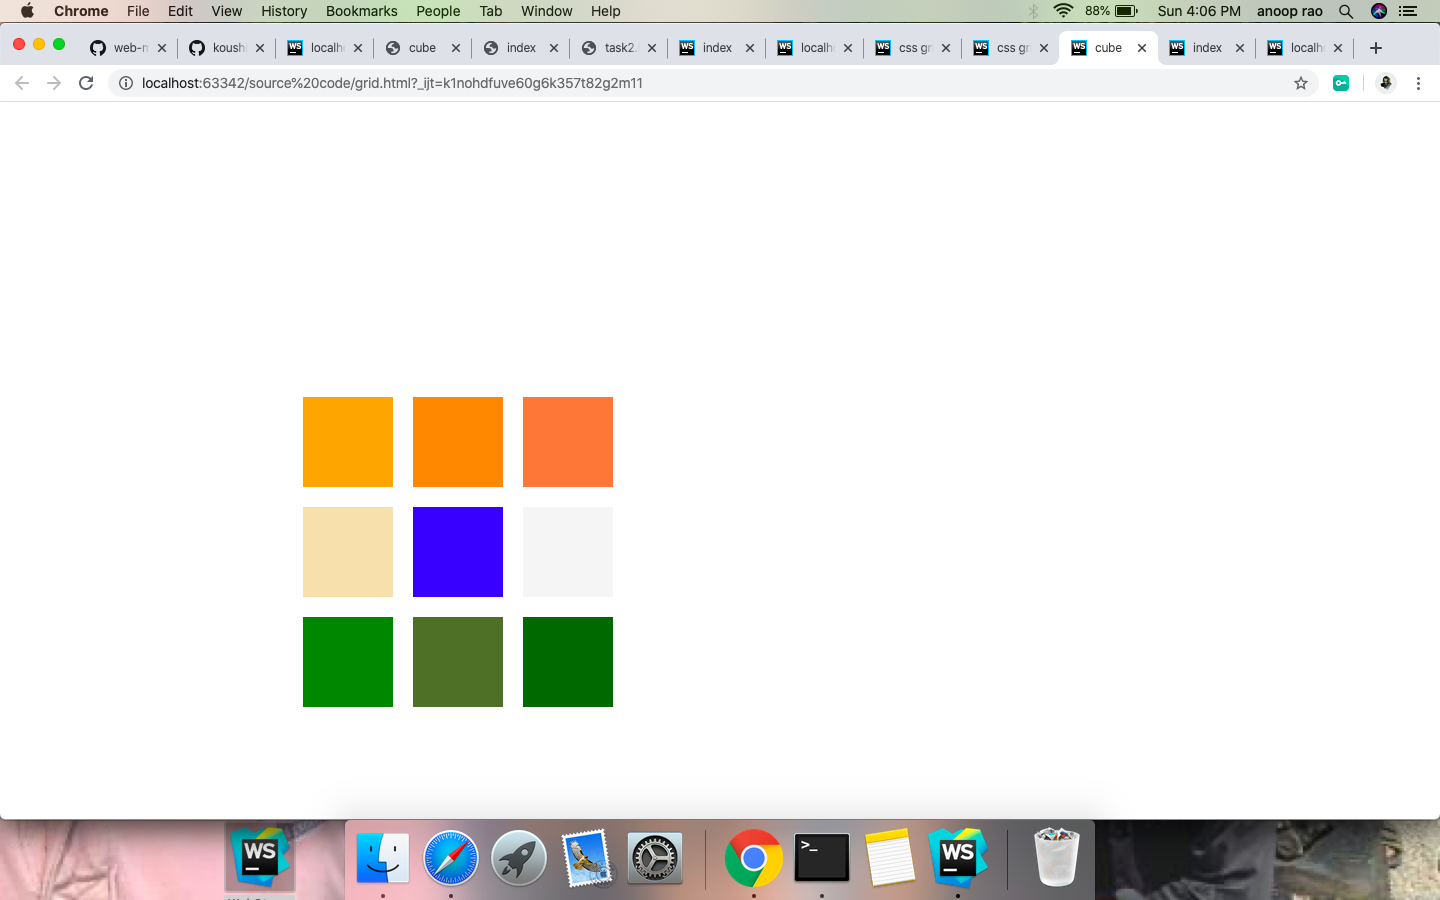 Chrome File Edit View History Bookmarks People Tab Window Help 88% Sun 4:06 PM anoop rao
web-m koush localh cube index task2. index localh css gr css gr cube index localh
localhost:63342/source%20code/grid.html?_ijt=k1nohdfuve60g6k357t82g2m11
WS >_ WS